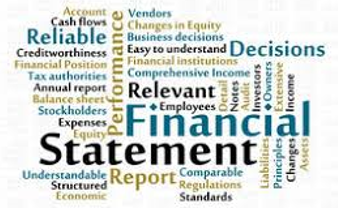 Account
Cash flows
Reliable
Creditworthiness
Financial Position
Tax authorities
Annual report
Balance sheet
Stockholders
Expenses
Equity
Performance
Vendors
Changes in Equity
Business decisions
Easy to understand
Financial institutions
Comprehensive Income
Relevant
Employees
Decisions
Detail
Notes
Audit
Investors
Owners
Extensive
Income
Financial
Statement
Understandable
Structured
Economic
Report
Comparable
Regulations
Standards
Liabilities
Principles
Changes
Assets